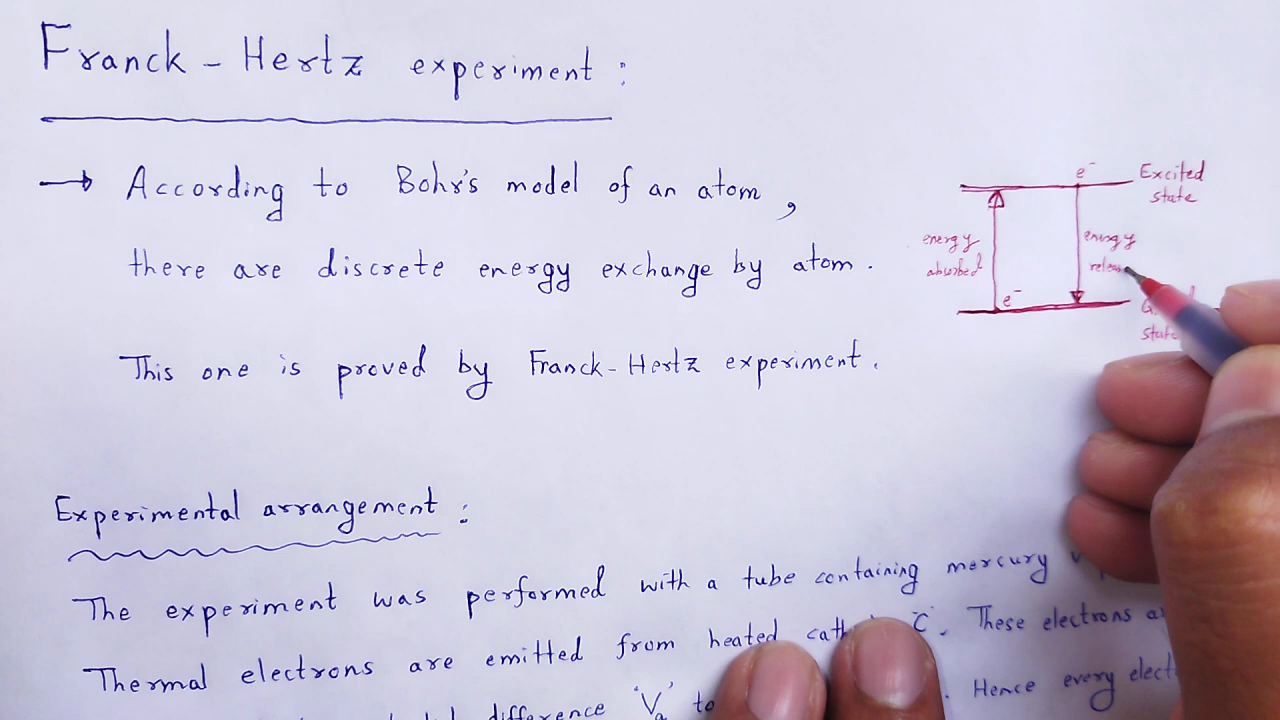 Franck - Hertz experiment :
→ According to Bohr's model of an atom,
there are discrete energy exchange by atom.
This one is proved by Franck-Hertz experiment.
e⁻ Excited
state
energy
absorbed
energy
e⁻
Experimental arrangement :
The experiment was performed with a tube containing mercury
Thermal electrons are emitted from heated 'C'. These electrons
difference 'Vₐ' to Hence every